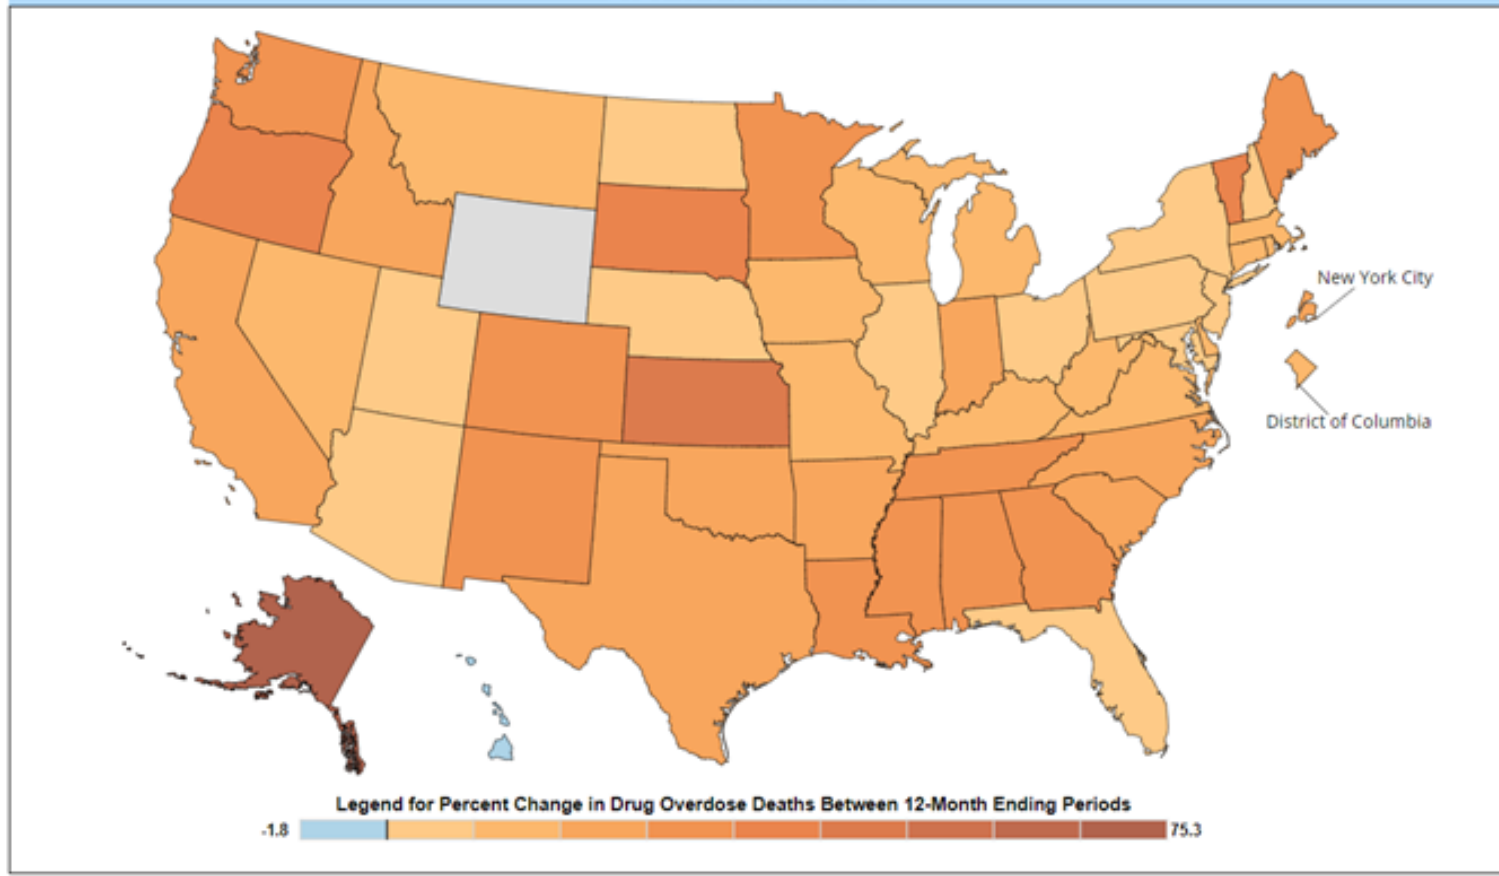 New York City
District of Columbia
Legend for Percent Change in Drug Overdose Deaths Between 12-Month Ending Periods
-1.8 75.3